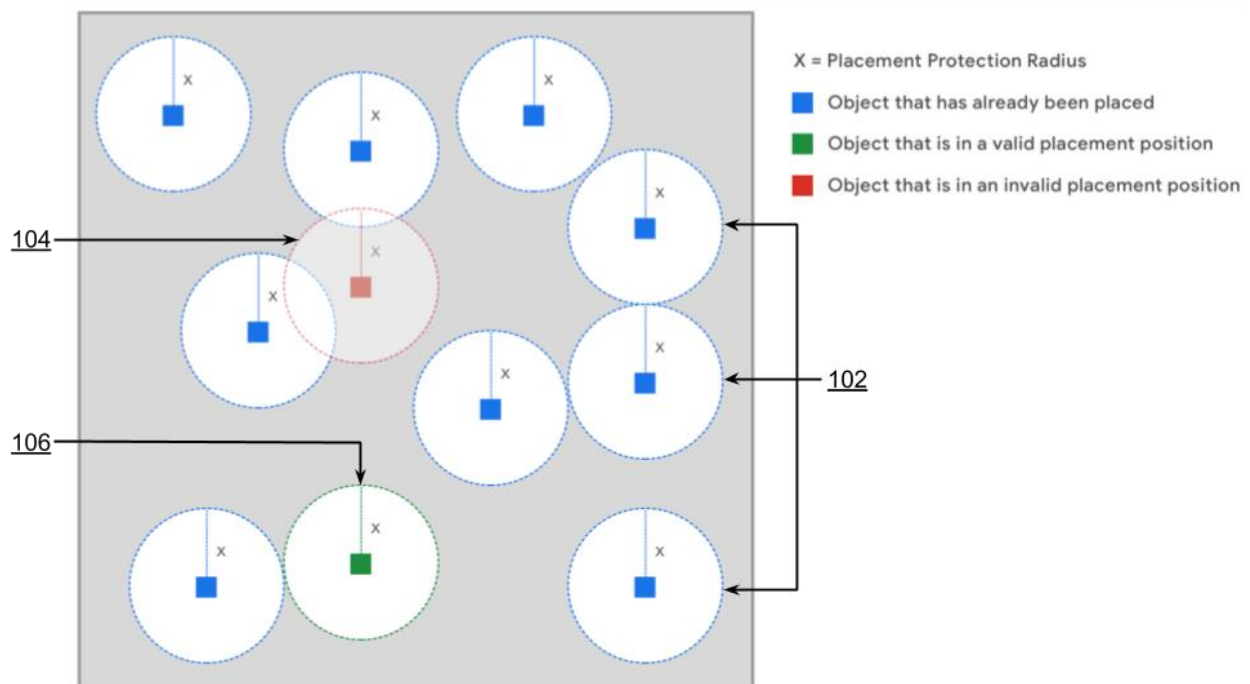 X = Placement Protection Radius
Object that has already been placed
Object that is in a valid placement position
Object that is in an invalid placement position
x
x
x
x
104
x
x
x
x
102
106
x
x
x